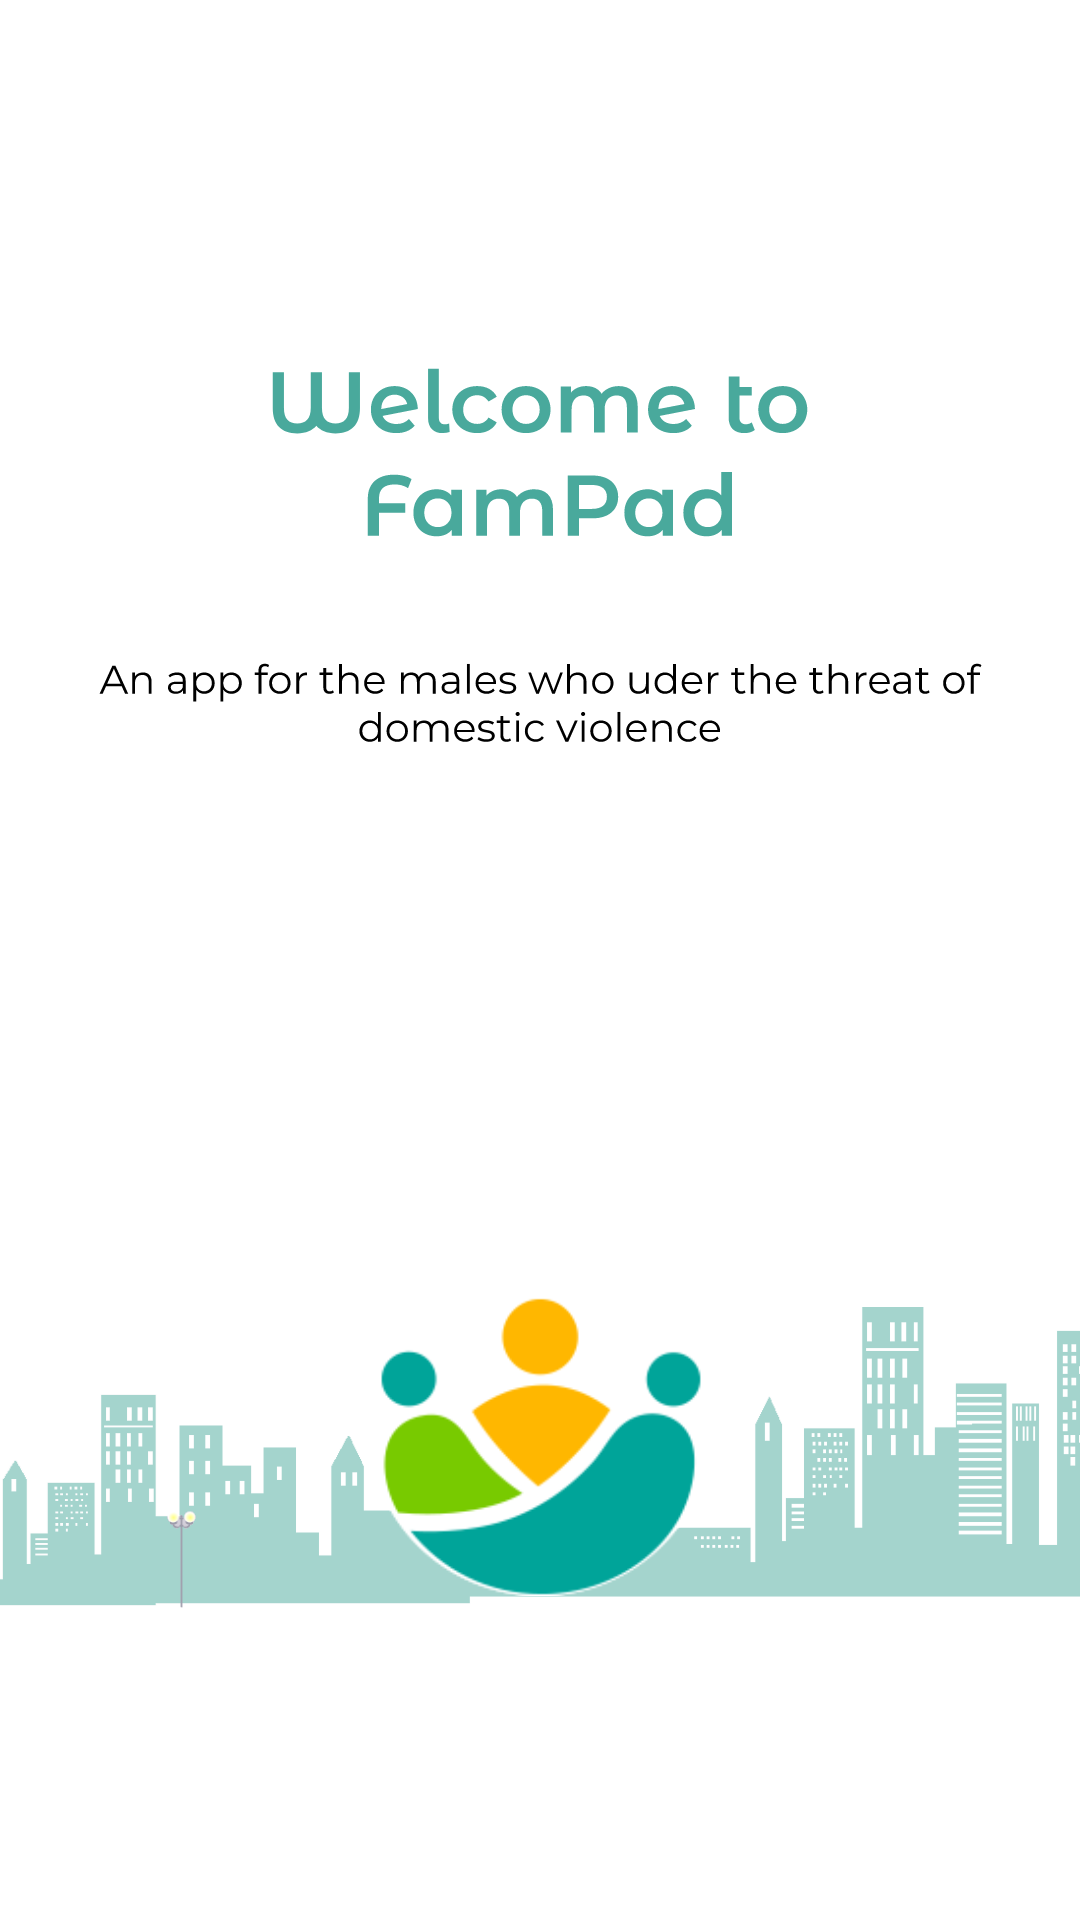 Welcome to
FamPad
An app for the males who uder the threat of
domestic violence